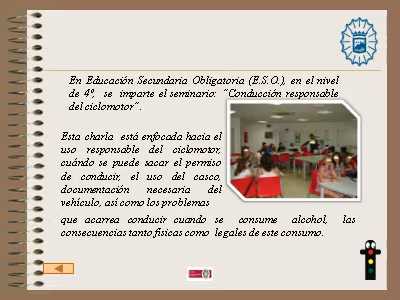 En Educación Secundaria Obligatoria (E.S.O.), en el nivel
de 4º, se imparte el seminario: "Conducción responsable
del ciclomotor".
Esta charla está enfocada hacia el
uso responsable del ciclomotor,
cuándo se puede sacar el permiso
de conducir, el uso del casco,
documentación necesaria del
vehículo, así como los problemas
que acarrea conducir cuando se consume alcohol, las
consecuencias tanto físicas como legales de este consumo.